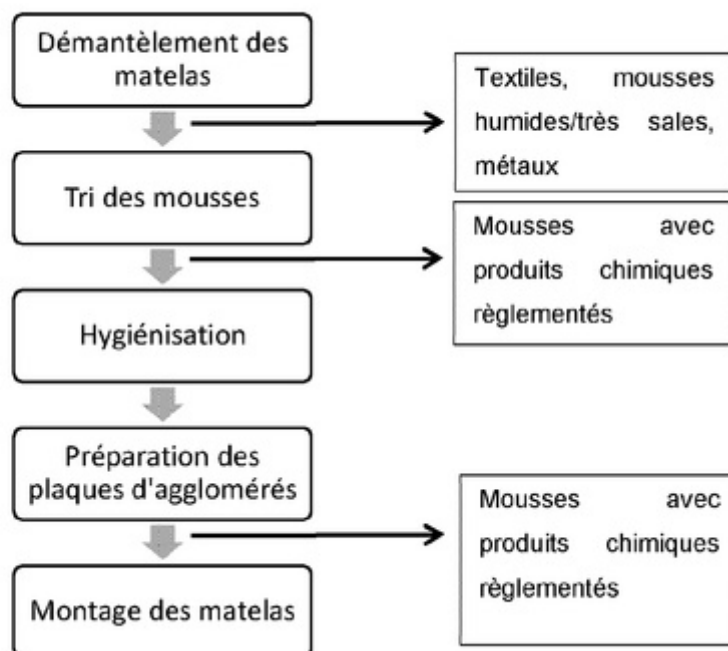 Démantèlement des
matelas
Textiles, mousses
humides/très sales,
métaux
Tri des mousses
Mousses avec
produits chimiques
règlementés
Hygiénisation
Préparation des
plaques d'agglomérés
Mousses avec
produits chimiques
règlementés
Montage des matelas